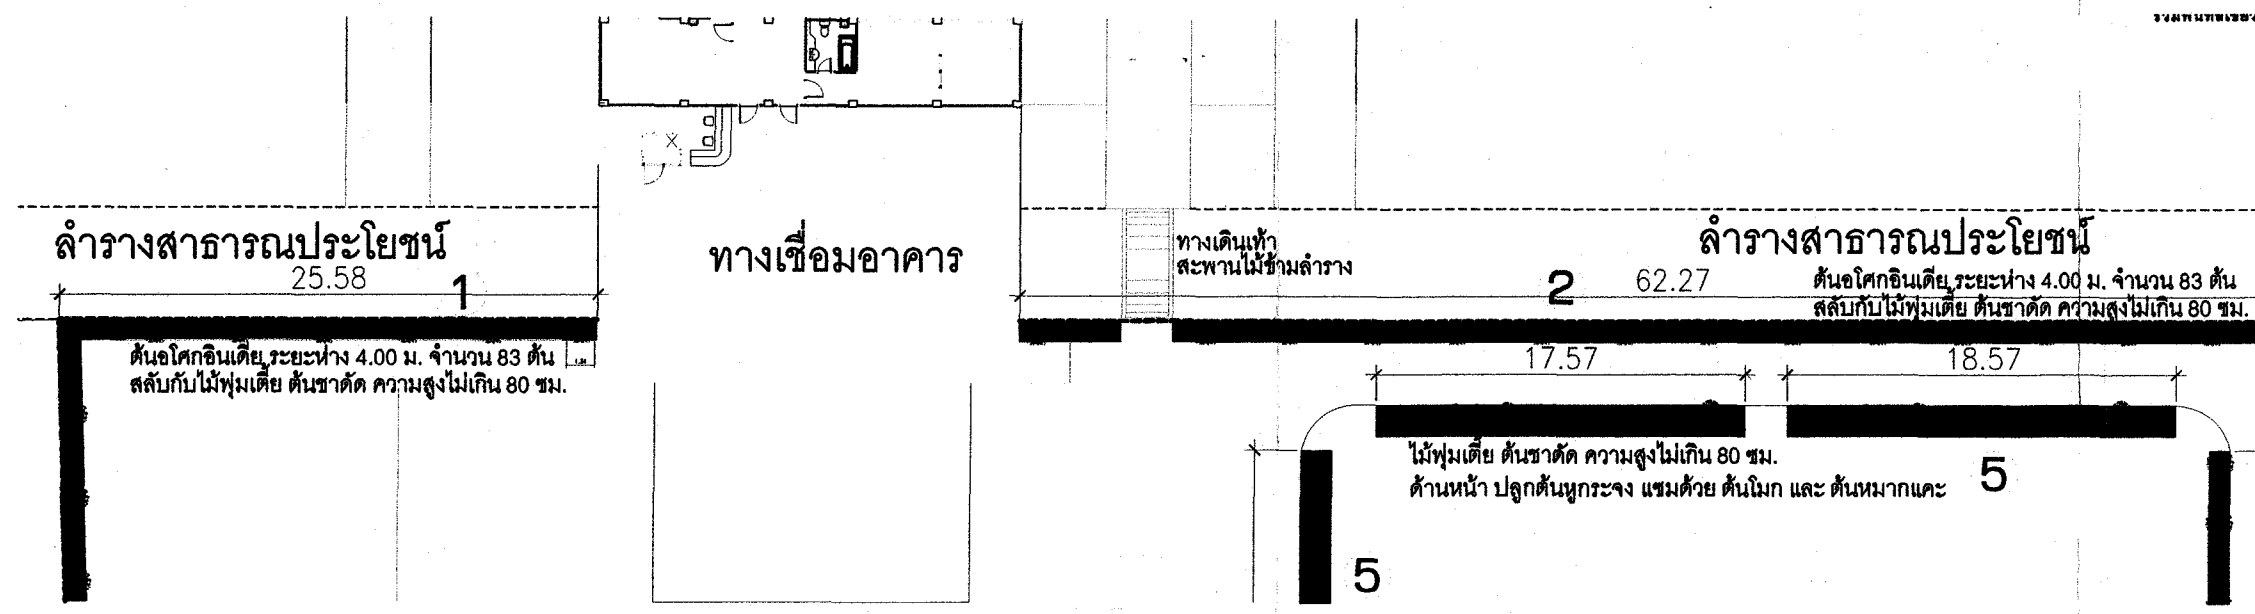 ลำรางสาธารณประโยชน์
25.58
1
ต้นอโศกอินเดีย ระยะห่าง 4.00 ม. จำนวน 83 ต้น
สลับกับไม้พุ่มเตี้ย ต้นชาดัด ความสูงไม่เกิน 80 ซม.
ทางเชื่อมอาคาร
ทางเดินเท้า
สะพานไม้ข้ามลำราง
ลำรางสาธารณประโยชน์
2
62.27
ต้นอโศกอินเดีย ระยะห่าง 4.00 ม. จำนวน 83 ต้น
สลับกับไม้พุ่มเตี้ย ต้นชาดัด ความสูงไม่เกิน 80 ซม.
17.57
18.57
ไม้พุ่มเตี้ย ต้นชาดัด ความสูงไม่เกิน 80 ซม.
ด้านหน้า ปลูกต้นหูกระจง แซมด้วย ต้นโมก และ ต้นหมากแคะ
5
5